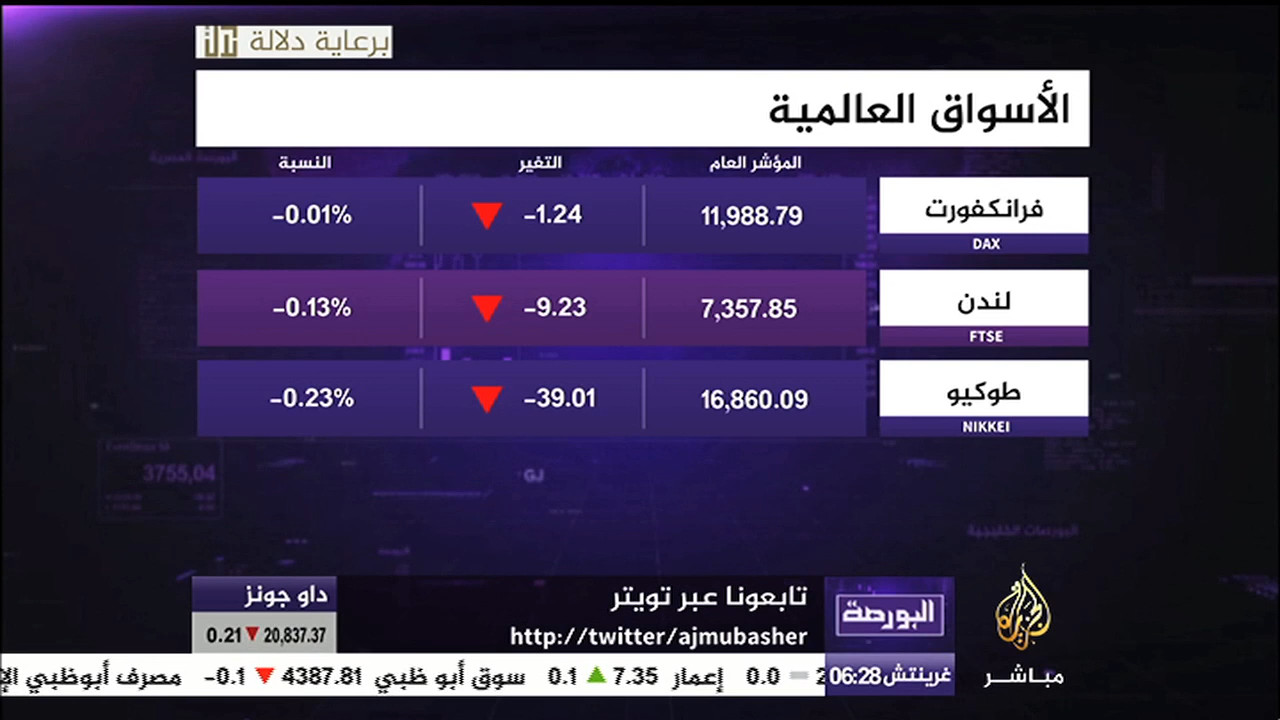 برعاية دلالة
الأسواق العالمية
المؤشر العام التغير النسبة
فرانكفورت 11,988.79 -1.24 -0.01%
DAX
لندن 7,357.85 -9.23 -0.13%
FTSE
طوكيو 16,860.09 -39.01 -0.23%
NIKKEI
3755,04
البورصة
تابعونا عبر تويتر
http://twitter/ajmubasher
داو جونز
20,837.37 0.21
مباشر
غرينتش 06:28
0.0 إعمار 7.35 0.1 سوق أبو ظبي 4387.81 -0.1 مصرف أبوظبي